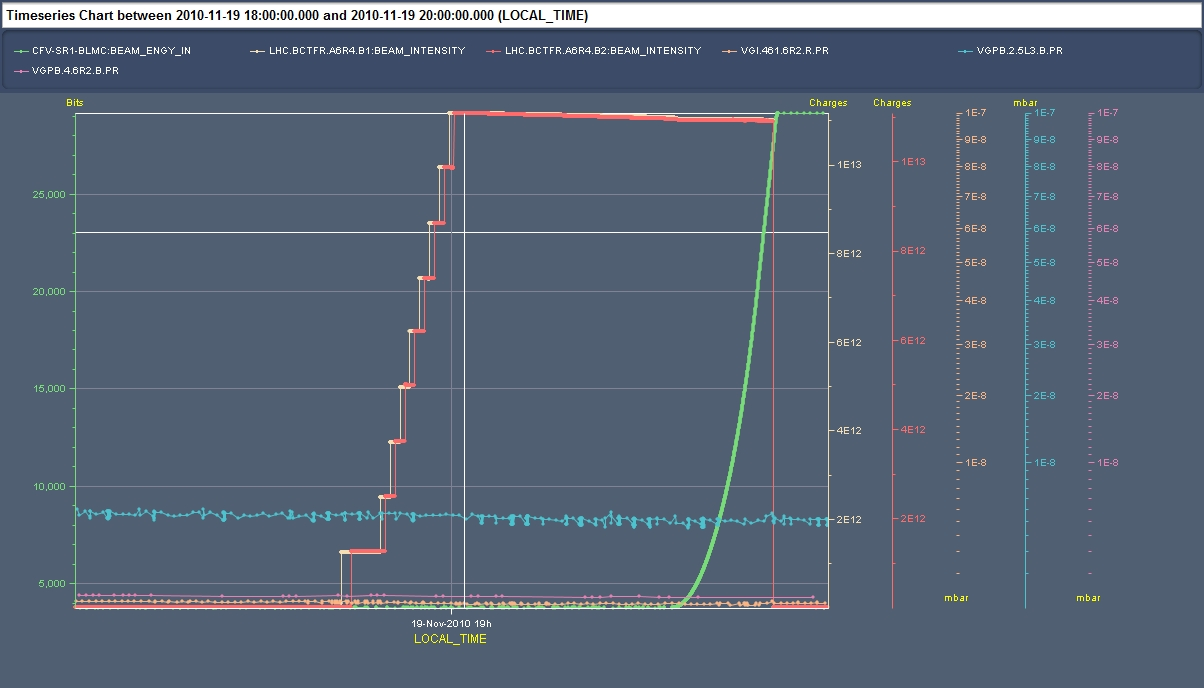 Timeseries Chart between 2010-11-19 18:00:00.000 and 2010-11-19 20:00:00.000 (LOCAL_TIME)
CFV-SR1-BLMC:BEAM_ENGY_IN LHC.BCTFR.A6R4.B1:BEAM_INTENSITY LHC.BCTFR.A6R4.B2:BEAM_INTENSITY VGI.461.6R2.R.PR VGPB.2.5L3.B.PR
VGPB.4.6R2.B.PR
Bits Charges Charges mbar
1E-7 1E-7 1E-7
9E-8 9E-8 9E-8
1E13 1E13 8E-8 8E-8 8E-8
25,000 7E-8 7E-8 7E-8
6E-8 6E-8 6E-8
8E12 8E12
5E-8 5E-8 5E-8
20,000 4E-8 4E-8 4E-8
6E12 6E12 3E-8 3E-8 3E-8
15,000 2E-8 2E-8 2E-8
4E12 4E12
1E-8 1E-8 1E-8
10,000
2E12 2E12
5,000
mbar mbar
19-Nov-2010 19h
LOCAL_TIME